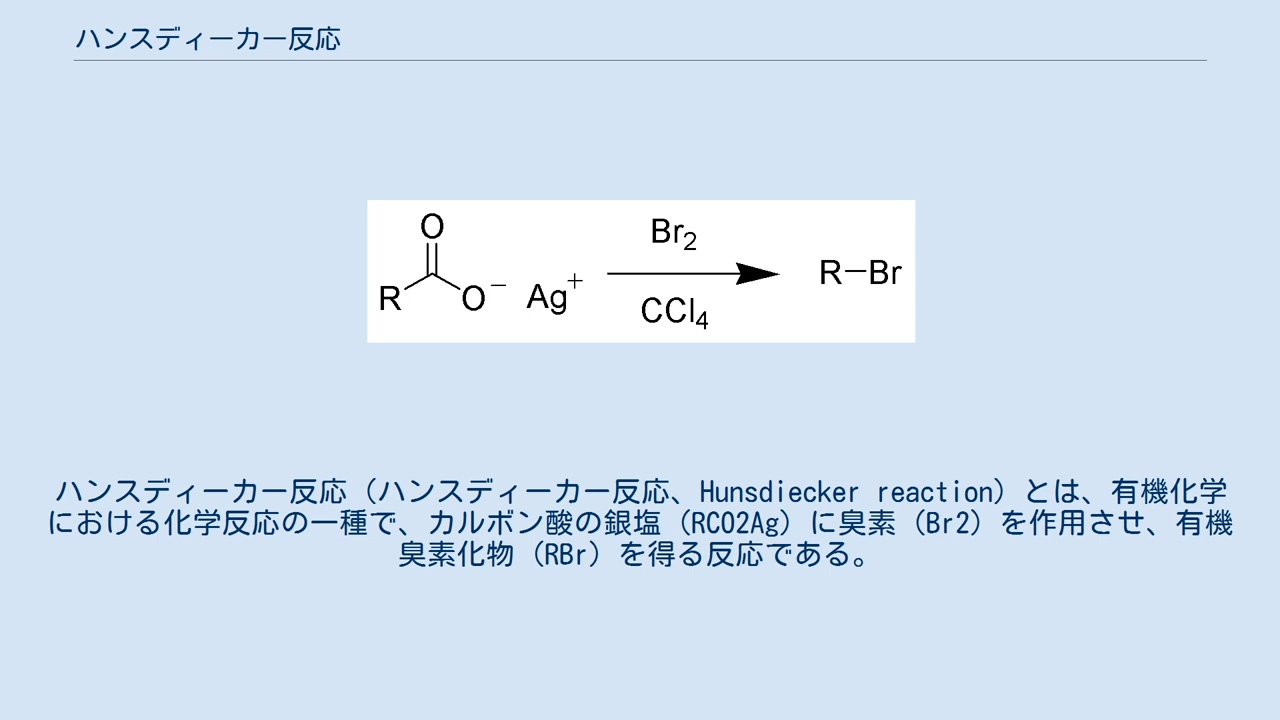 ハンスディーカー反応
O
R
O⁻ Ag⁺
Br₂
CCl₄
R−Br
ハンスディーカー反応（ハンスディーカー反応、Hunsdiecker reaction）とは、有機化学
における化学反応の一種で、カルボン酸の銀塩（RCO2Ag）に臭素（Br2）を作用させ、有機
臭素化物（RBr）を得る反応である。